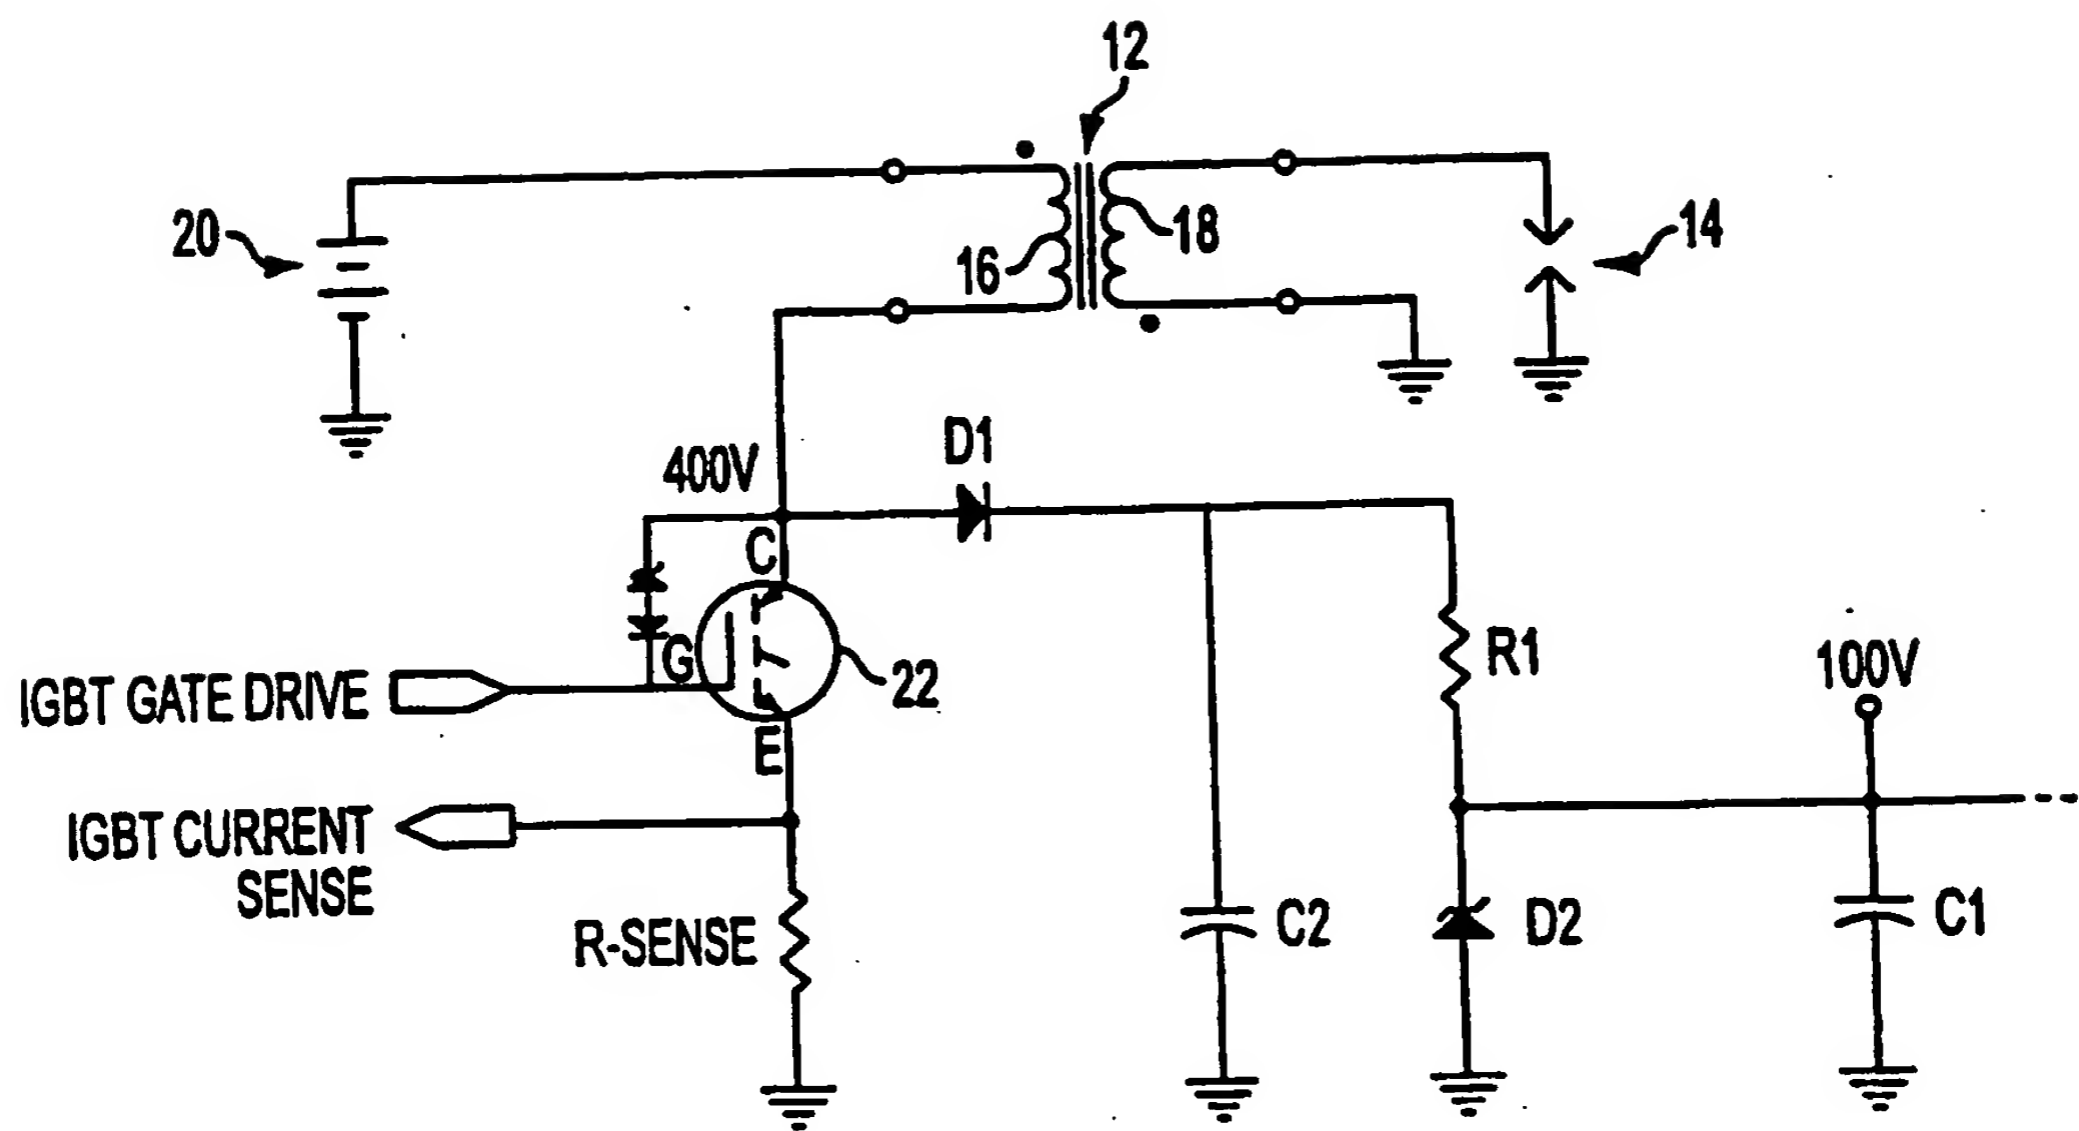 12
20
16
18
14
400V
D1
C
G
22
R1
100V
IGBT GATE DRIVE
E
IGBT CURRENT
SENSE
R-SENSE
C2
D2
C1